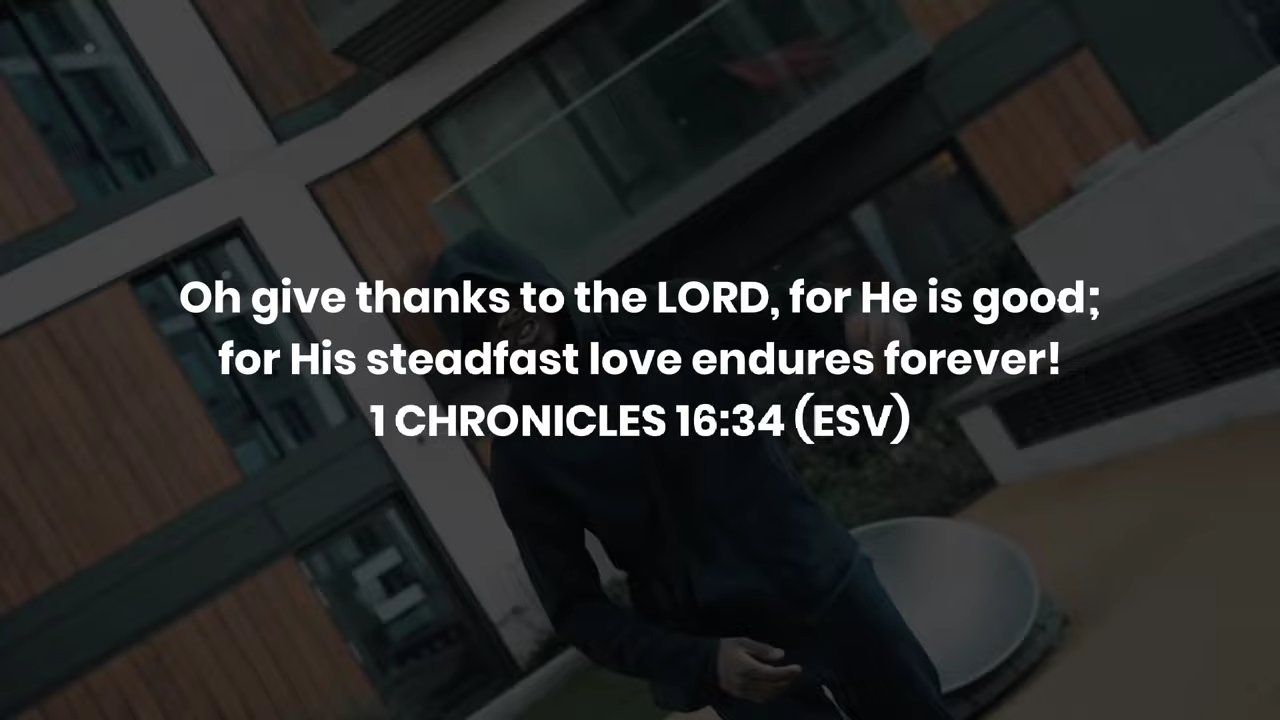 Oh give thanks to the LORD, for He is good;
for His steadfast love endures forever!
1 CHRONICLES 16:34 (ESV)